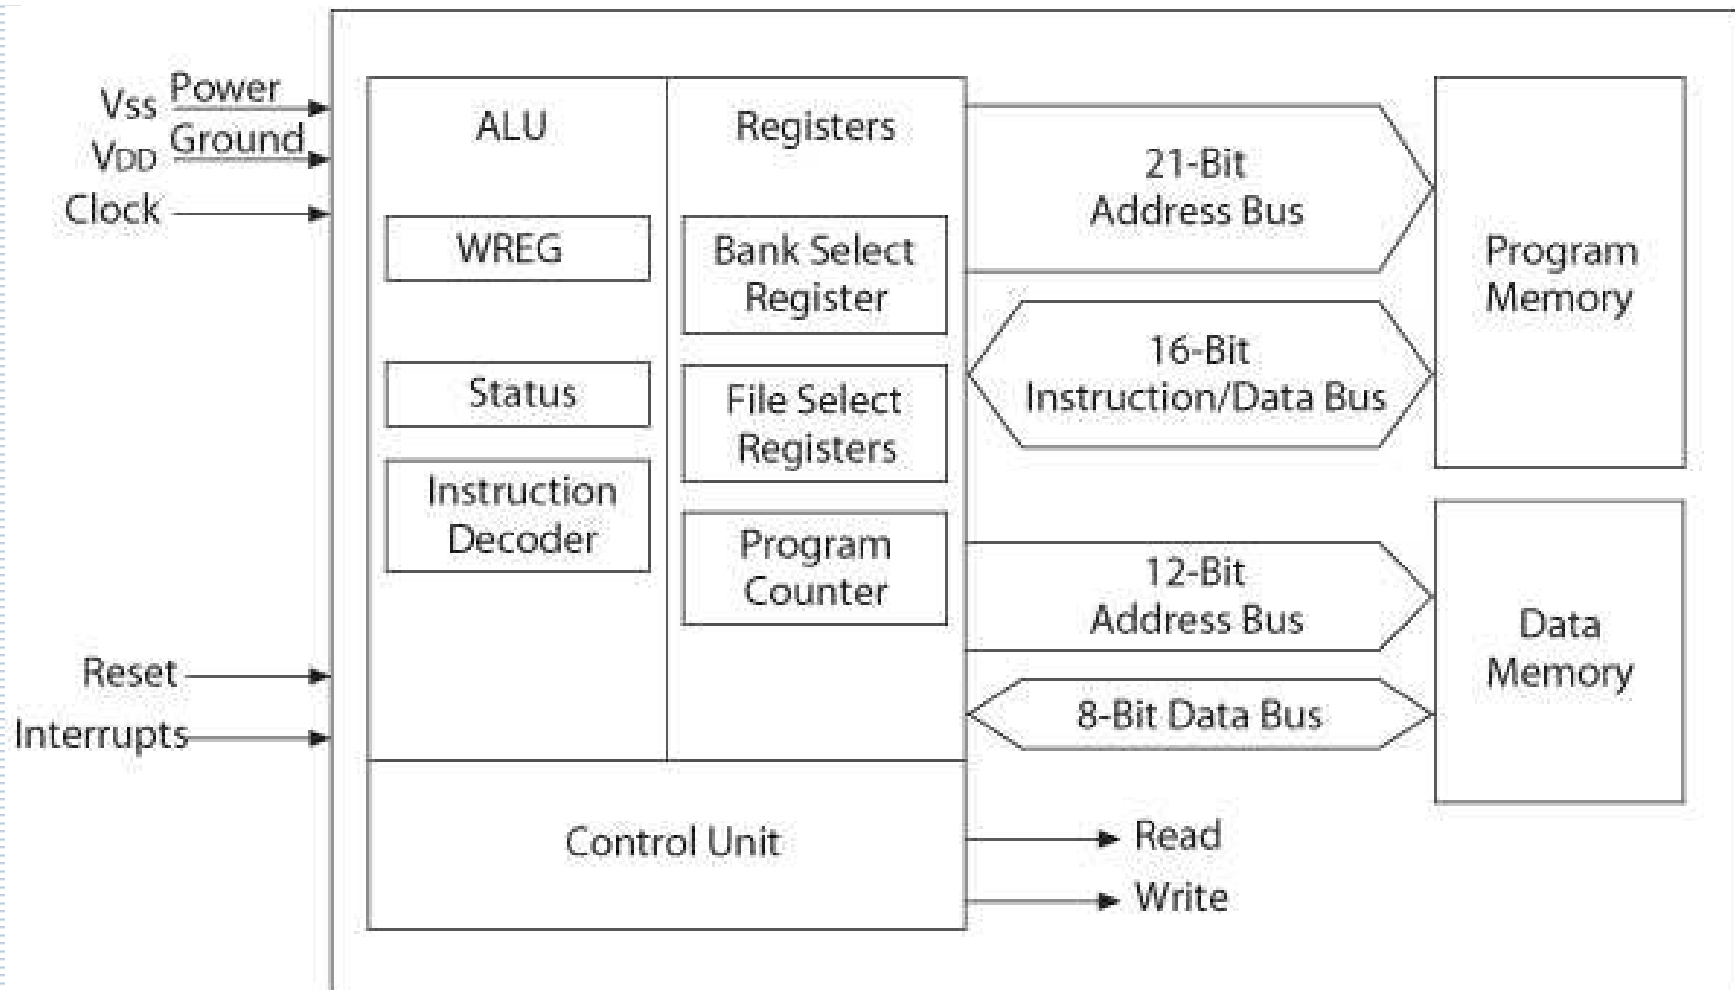 Vss Power
VDD Ground
Clock
Reset
Interrupts
ALU
WREG
Status
Instruction
Decoder
Registers
Bank Select
Register
File Select
Registers
Program
Counter
Control Unit
21-Bit
Address Bus
16-Bit
Instruction/Data Bus
12-Bit
Address Bus
8-Bit Data Bus
Read
Write
Program
Memory
Data
Memory